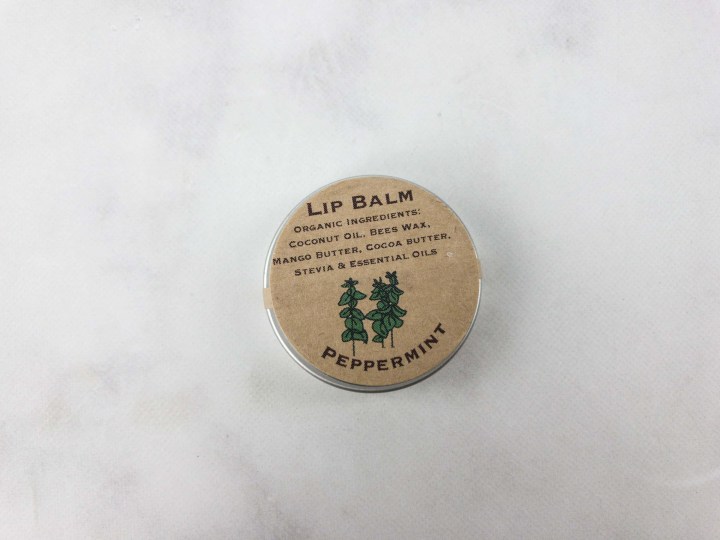 Lip Balm
Organic Ingredients:
Coconut Oil, Bees Wax,
Mango Butter, Cocoa butter,
Stevia & Essential Oils
Peppermint